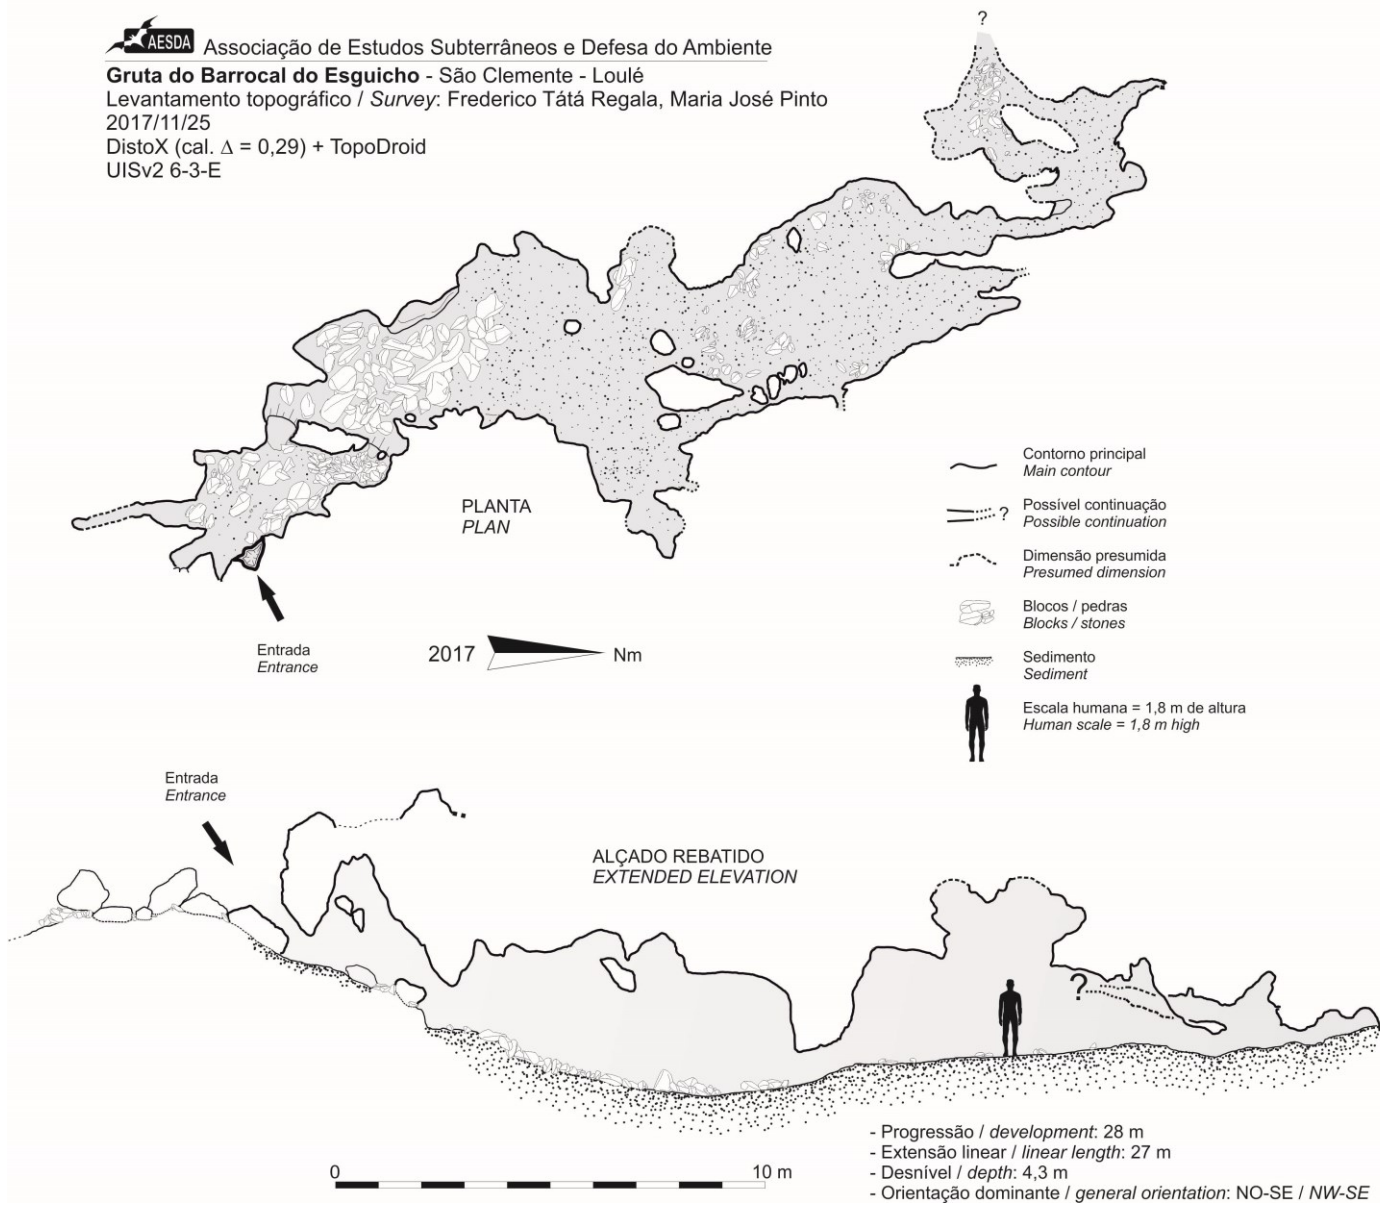 AESDA Associação de Estudos Subterrâneos e Defesa do Ambiente
Gruta do Barrocal do Esguicho - São Clemente - Loulé
Levantamento topográfico / Survey: Frederico Tátá Regala, Maria José Pinto
2017/11/25
DistoX (cal. Δ = 0,29) + TopoDroid
UISv2 6-3-E
?
PLANTA
PLAN
Entrada
Entrance
2017 Nm
Contorno principal
Main contour
? Possível continuação
Possible continuation
Dimensão presumida
Presumed dimension
Blocos / pedras
Blocks / stones
Sedimento
Sediment
Escala humana = 1,8 m de altura
Human scale = 1,8 m high
Entrada
Entrance
ALÇADO REBATIDO
EXTENDED ELEVATION
?
0 10 m
- Progressão / development: 28 m
- Extensão linear / linear length: 27 m
- Desnível / depth: 4,3 m
- Orientação dominante / general orientation: NO-SE / NW-SE